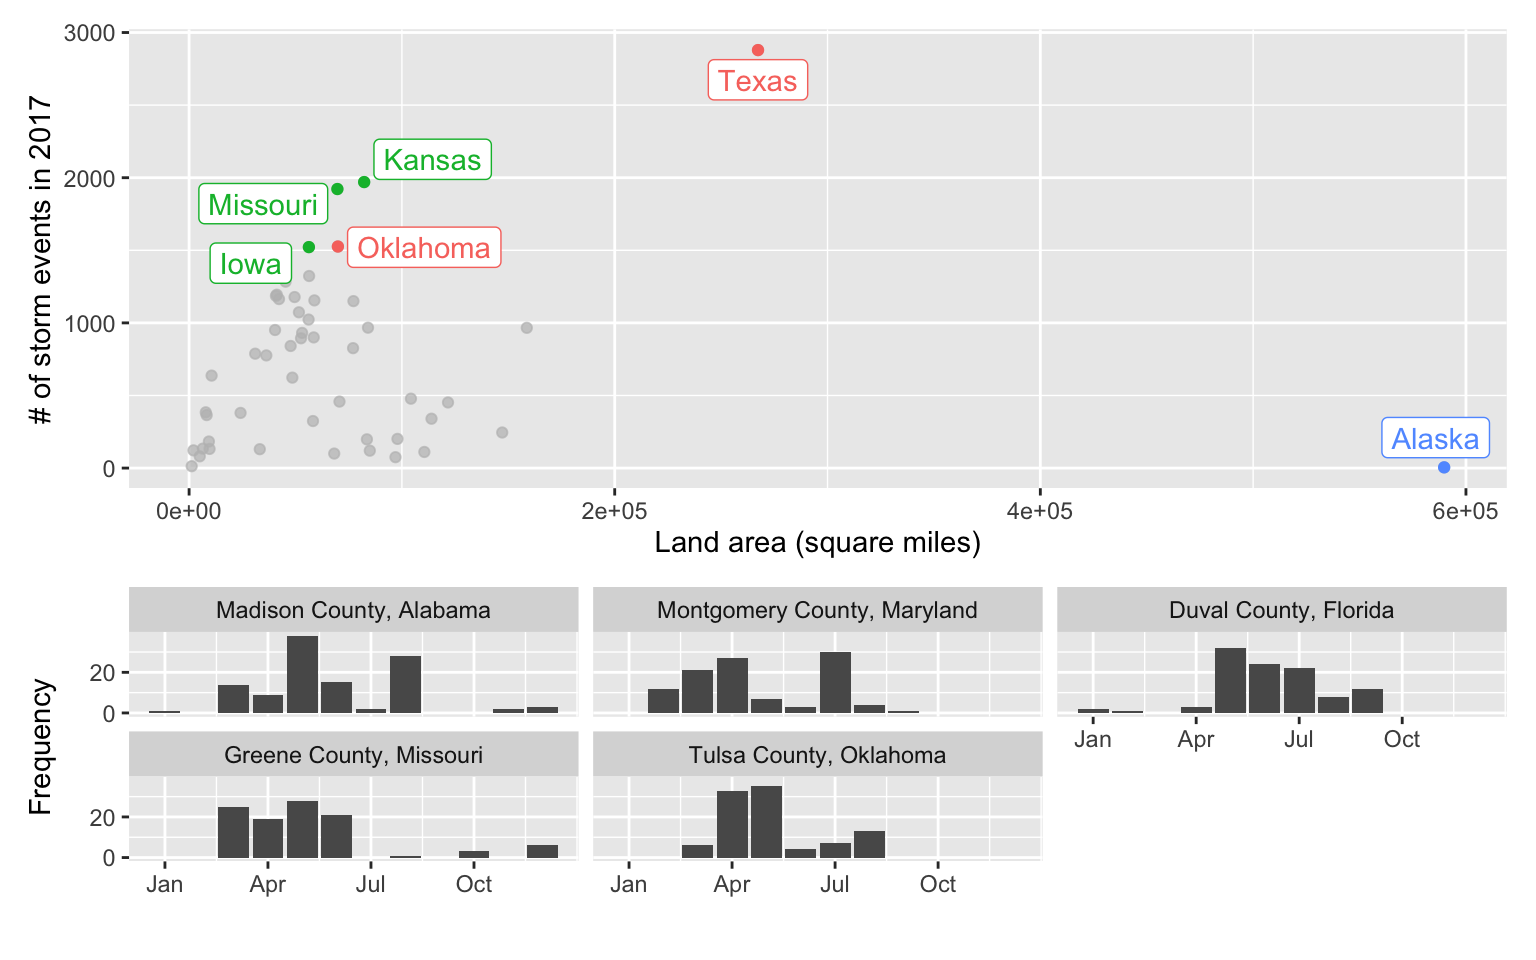 # of storm events in 2017
3000
2000
1000
0
Texas
Kansas
Missouri
Oklahoma
Iowa
Alaska
0e+00 2e+05 4e+05 6e+05
Land area (square miles)
Frequency
Madison County, Alabama Montgomery County, Maryland Duval County, Florida
20
0
Jan Apr Jul Oct
Greene County, Missouri Tulsa County, Oklahoma
20
0
Jan Apr Jul Oct Jan Apr Jul Oct